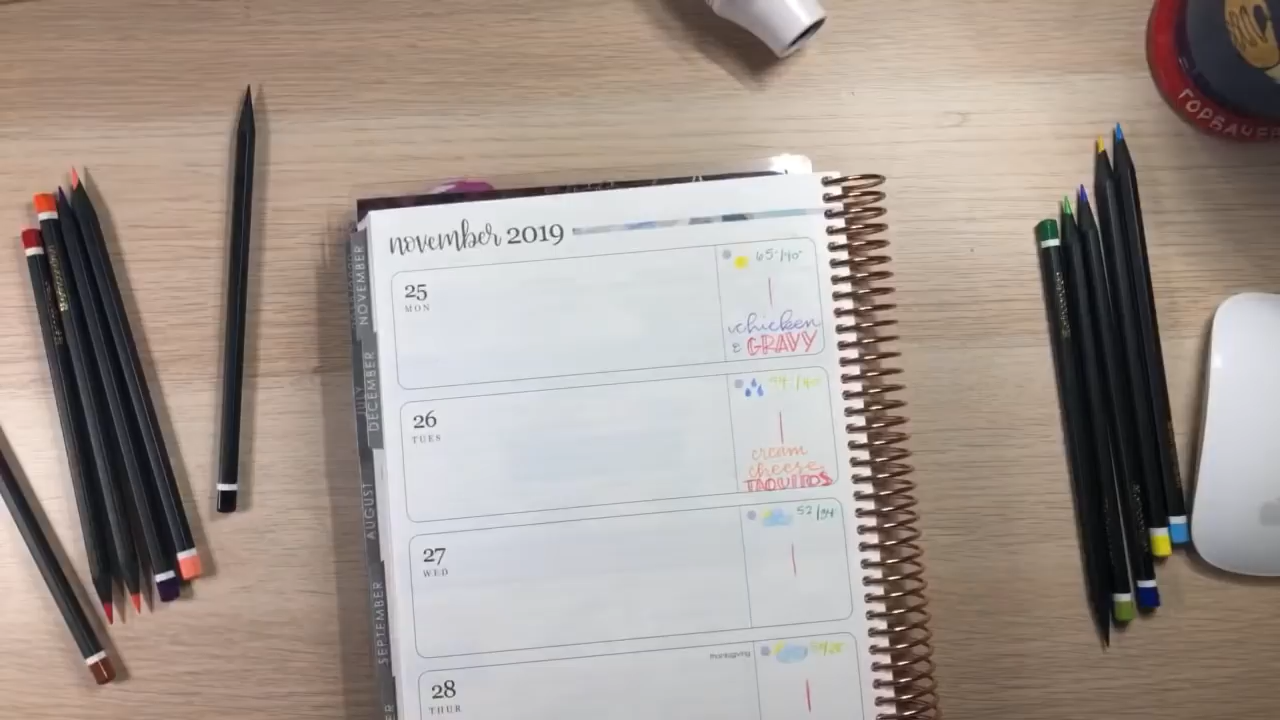 ГОРБАЧЕ
november 2019
25
MON
65°/40°
chicken
& GRAVY
26
TUES
cream
cheese
TAQUITOS
27
WED
52/34
Thanksgiving
28
THUR
NOVEMBER
DECEMBER
JULY
AUGUST
SEPTEMBER